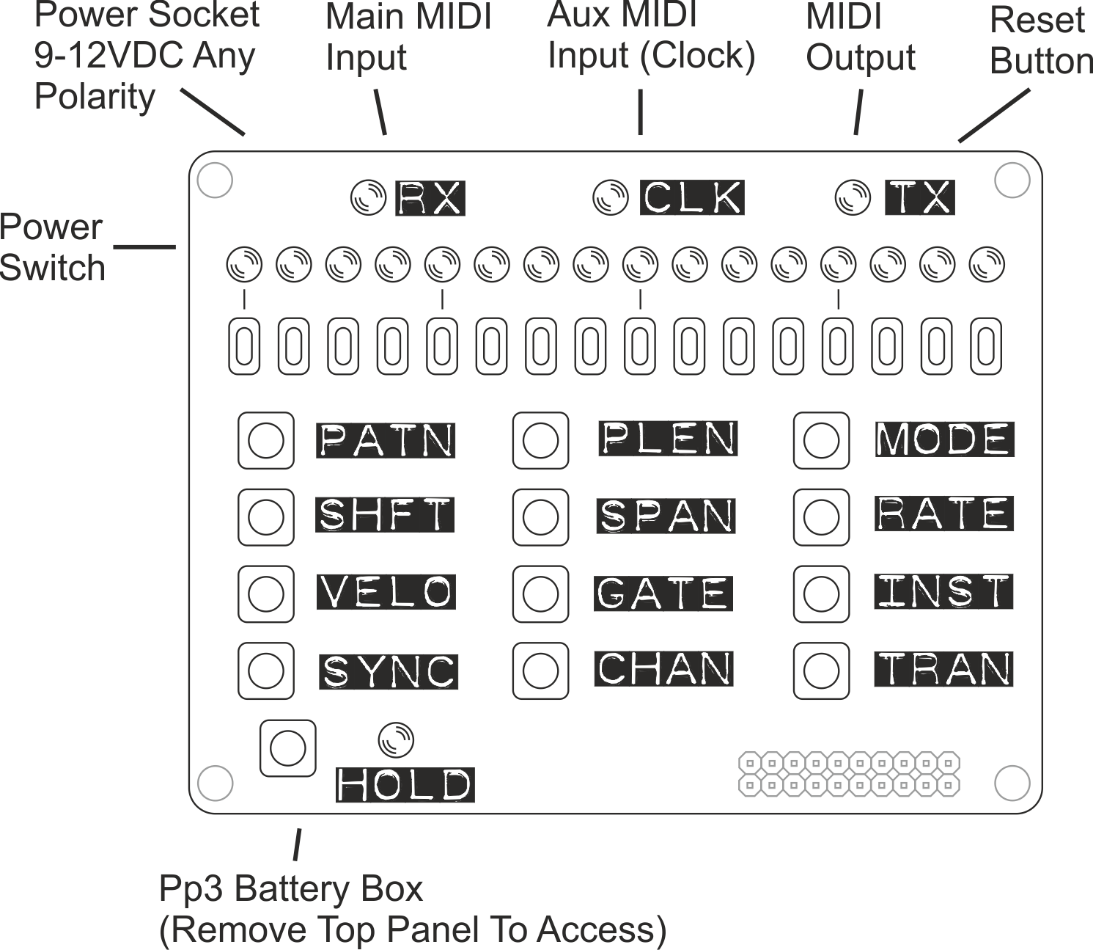 Power Socket
9-12VDC Any
Polarity
Main MIDI
Input
Aux MIDI
Input (Clock)
MIDI
Output
Reset
Button
Power
Switch
RX
CLK
TX
PATN
PLEN
MODE
SHFT
SPAN
RATE
VELO
GATE
INST
SYNC
CHAN
TRAN
HOLD
Pp3 Battery Box
(Remove Top Panel To Access)